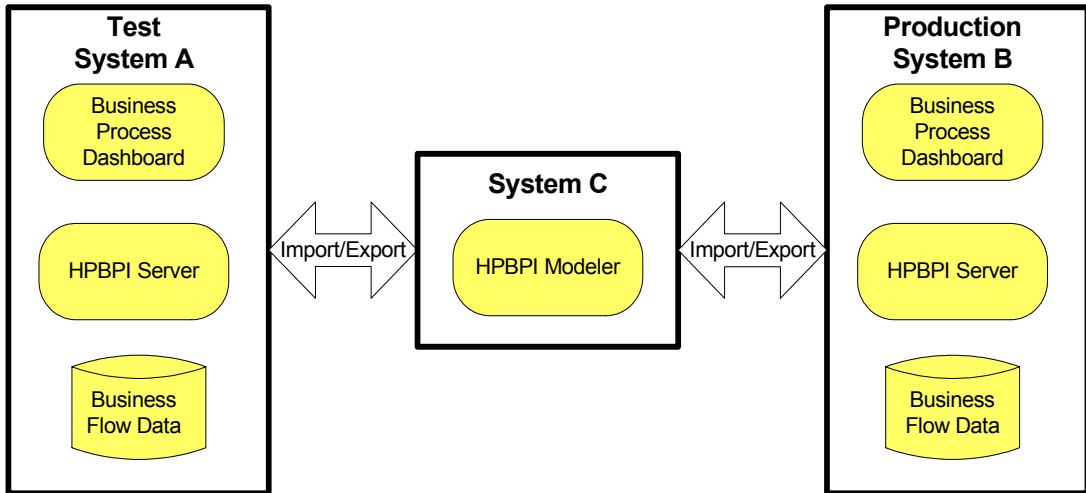 Test
System A
Business
Process
Dashboard
HPBPI Server
Business
Flow Data
Import/Export
System C
HPBPI Modeler
Import/Export
Production
System B
Business
Process
Dashboard
HPBPI Server
Business
Flow Data